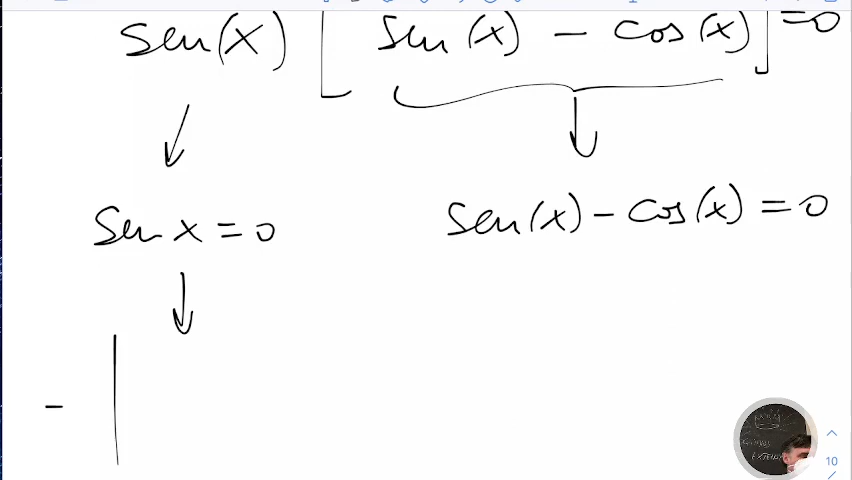 Sen(x) [sen(x) - cos(x)] = 0
Sen x = 0
Sen(x) - cos(x) = 0
-
10